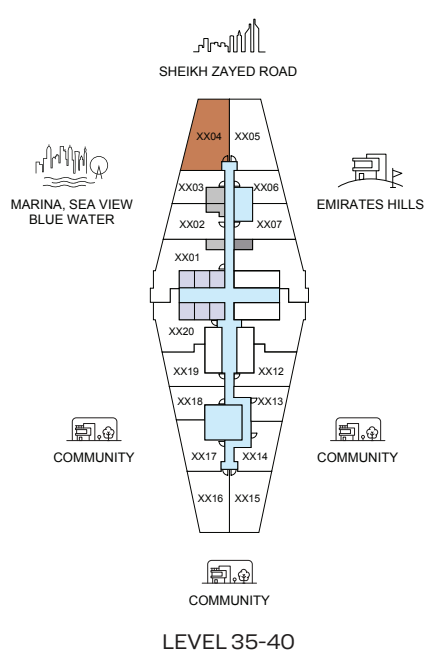 SHEIKH ZAYED ROAD
XX04
XX05
MARINA, SEA VIEW
BLUE WATER
XX03
XX06
EMIRATES HILLS
XX02
XX07
XX01
XX20
XX19
XX12
XX18
XX13
COMMUNITY
XX17
XX14
COMMUNITY
XX16
XX15
COMMUNITY
LEVEL 35-40